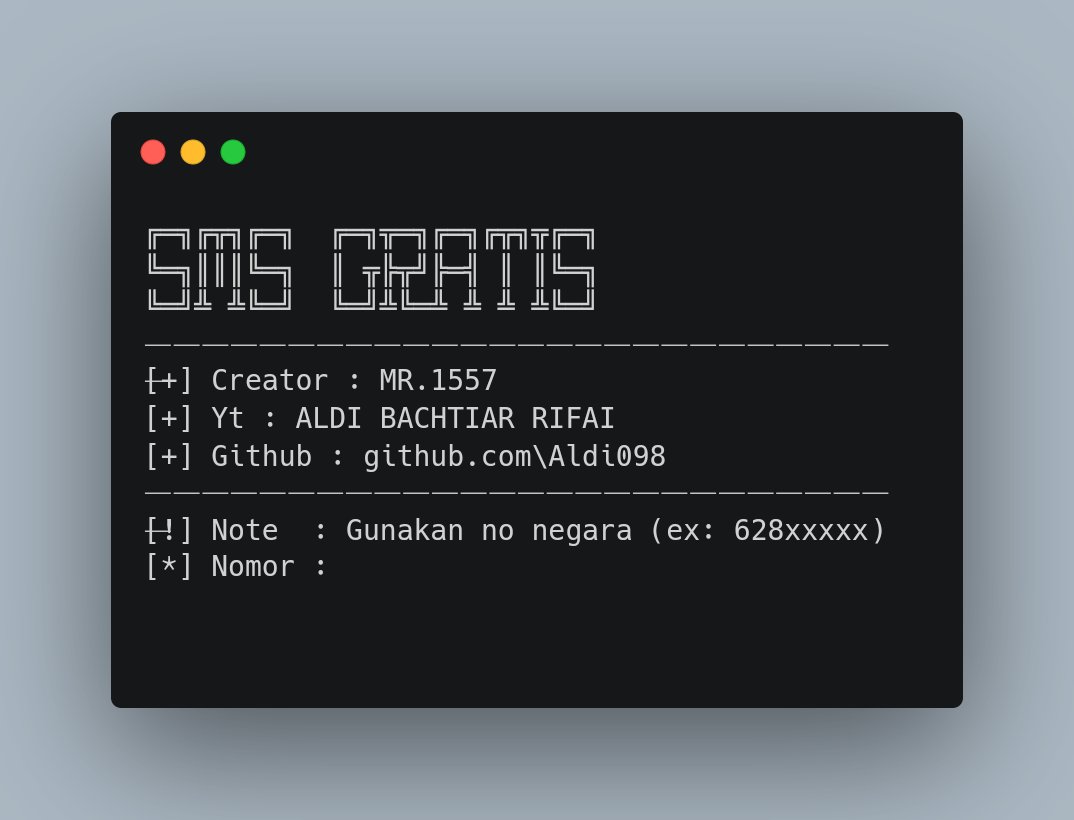 SMS GRATIS
[+] Creator : MR.1557
[+] Yt : ALDI BACHTIAR RIFAI
[+] Github : github.com\Aldi098
[!] Note  : Gunakan no negara (ex: 628xxxxx)
[*] Nomor :